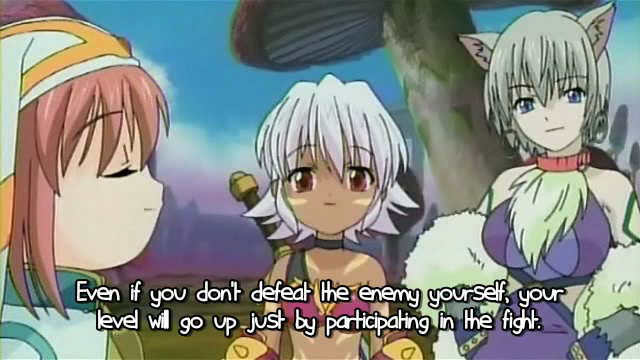 Even if you don't defeat the enemy yourself, your
level will go up just by participating in the fight.